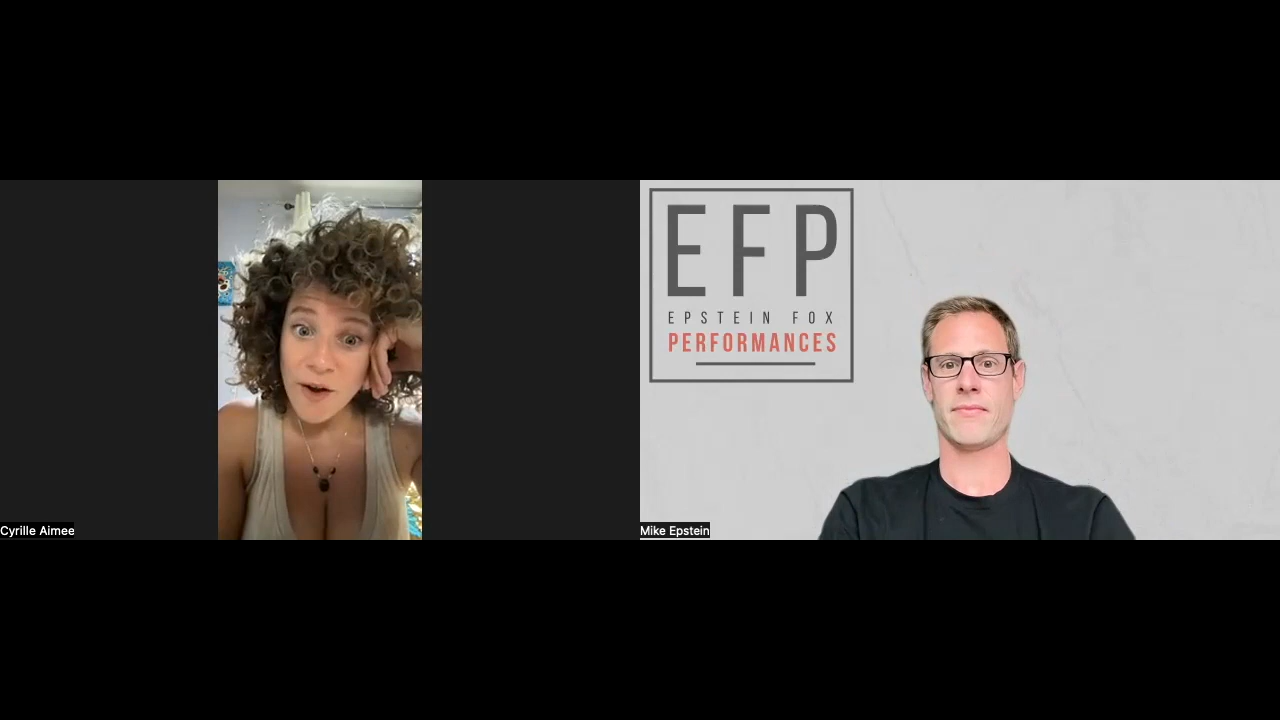 EFP
EPSTEIN FOX
PERFORMANCES
Cyrille Aimee
Mike Epstein